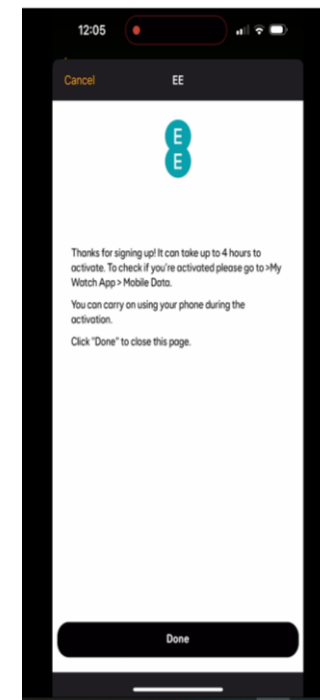 12:05
Cancel
EE
E
E
Thanks for signing up! It can take up to 4 hours to
activate. To check if you're activated please go to >My
Watch App > Mobile Data.
You can carry on using your phone during the
activation.
Click "Done" to close this page.
Done